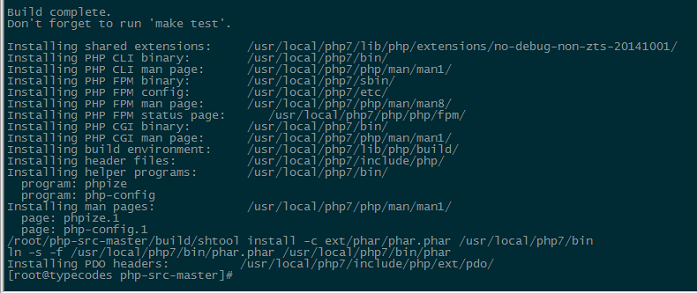 Build complete.
Don't forget to run 'make test'.
Installing shared extensions:     /usr/local/php7/lib/php/extensions/no-debug-non-zts-20141001/
Installing PHP CLI binary:        /usr/local/php7/bin/
Installing PHP CLI man page:      /usr/local/php7/php/man/man1/
Installing PHP FPM binary:        /usr/local/php7/sbin/
Installing PHP FPM config:        /usr/local/php7/etc/
Installing PHP FPM man page:      /usr/local/php7/php/man/man8/
Installing PHP FPM status page:      /usr/local/php7/php/php/fpm/
Installing PHP CGI binary:        /usr/local/php7/bin/
Installing PHP CGI man page:      /usr/local/php7/php/man/man1/
Installing build environment:     /usr/local/php7/lib/php/build/
Installing header files:          /usr/local/php7/include/php/
Installing helper programs:       /usr/local/php7/bin/
  program: phpize
  program: php-config
Installing man pages:             /usr/local/php7/php/man/man1/
  page: phpize.1
  page: php-config.1
/root/php-src-master/build/shtool install -c ext/phar/phar.phar /usr/local/php7/bin
ln -s -f /usr/local/php7/bin/phar.phar /usr/local/php7/bin/phar
Installing PDO headers:          /usr/local/php7/include/php/ext/pdo/
[root@typecodes php-src-master]#